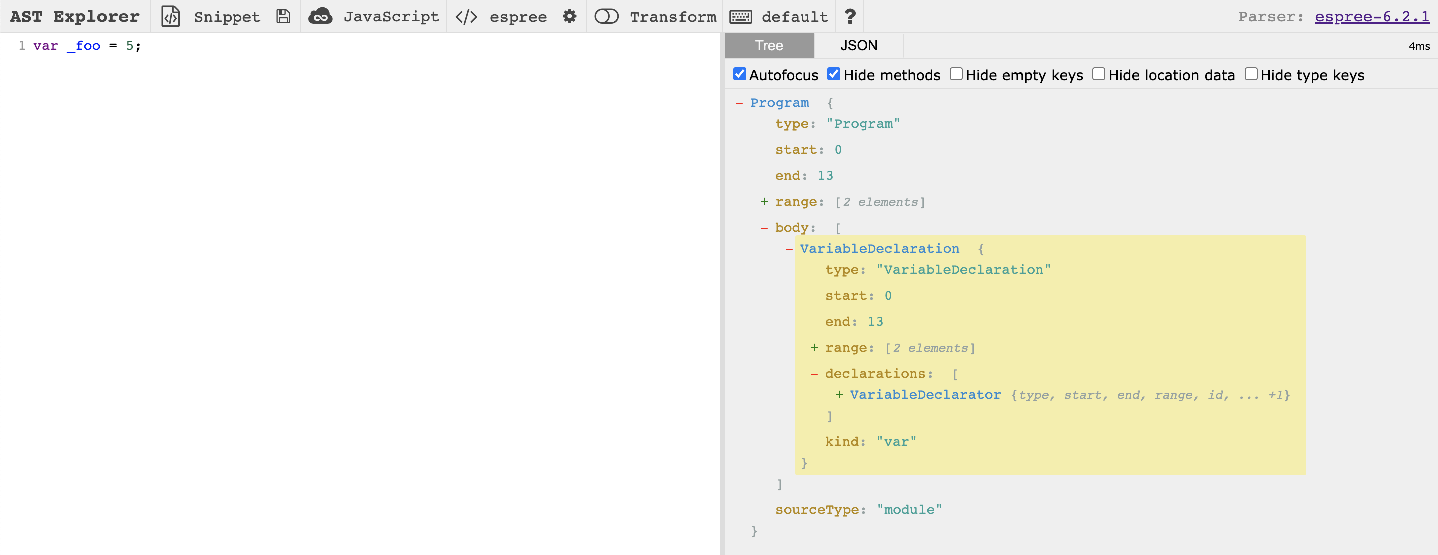 AST Explorer Snippet JavaScript </> espree Transform default ? Parser: espree-6.2.1
1 var _foo = 5;
Tree JSON 4ms
Autofocus Hide methods Hide empty keys Hide location data Hide type keys
- Program {
type: "Program"
start: 0
end: 13
+ range: [2 elements]
- body: [
- VariableDeclaration {
type: "VariableDeclaration"
start: 0
end: 13
+ range: [2 elements]
- declarations: [
+ VariableDeclarator {type, start, end, range, id, ... +1}
]
kind: "var"
}
]
sourceType: "module"
}